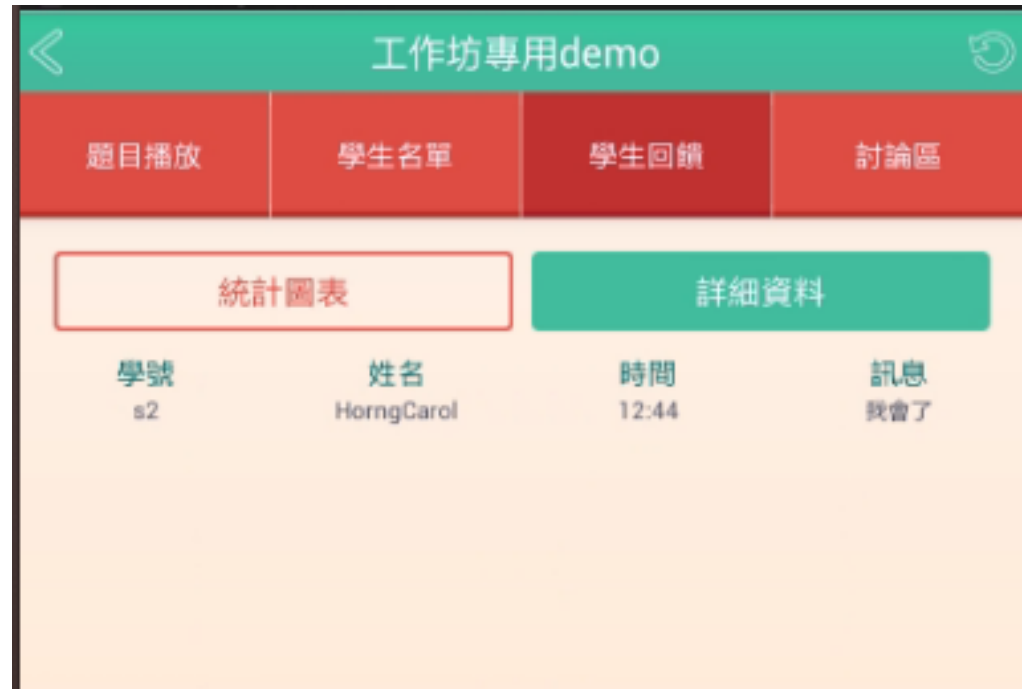 工作坊專用demo
題目播放 學生名單 學生回饋 討論區
統計圖表 詳細資料
學號 姓名 時間 訊息
s2 HorngCarol 12:44 我會了